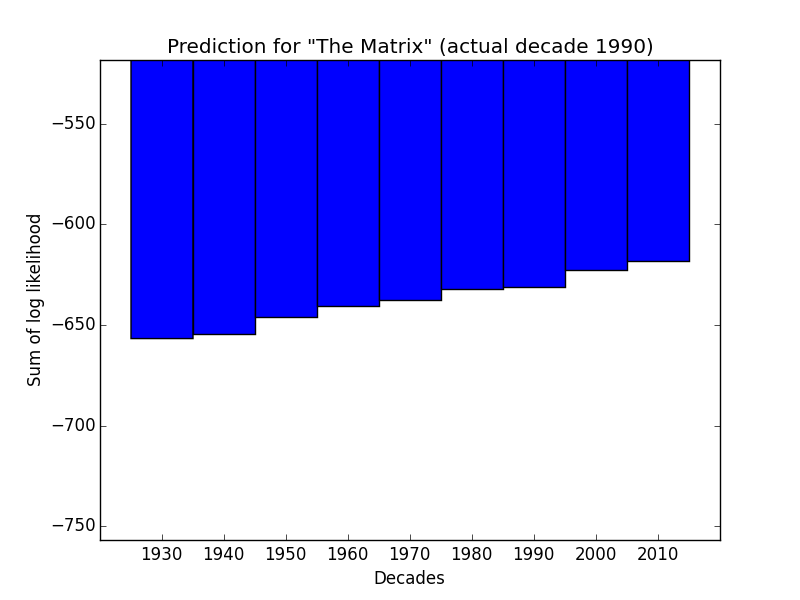 Prediction for "The Matrix" (actual decade 1990)
−550
−600
−650
−700
−750
Sum of log likelihood
1930 1940 1950 1960 1970 1980 1990 2000 2010
Decades